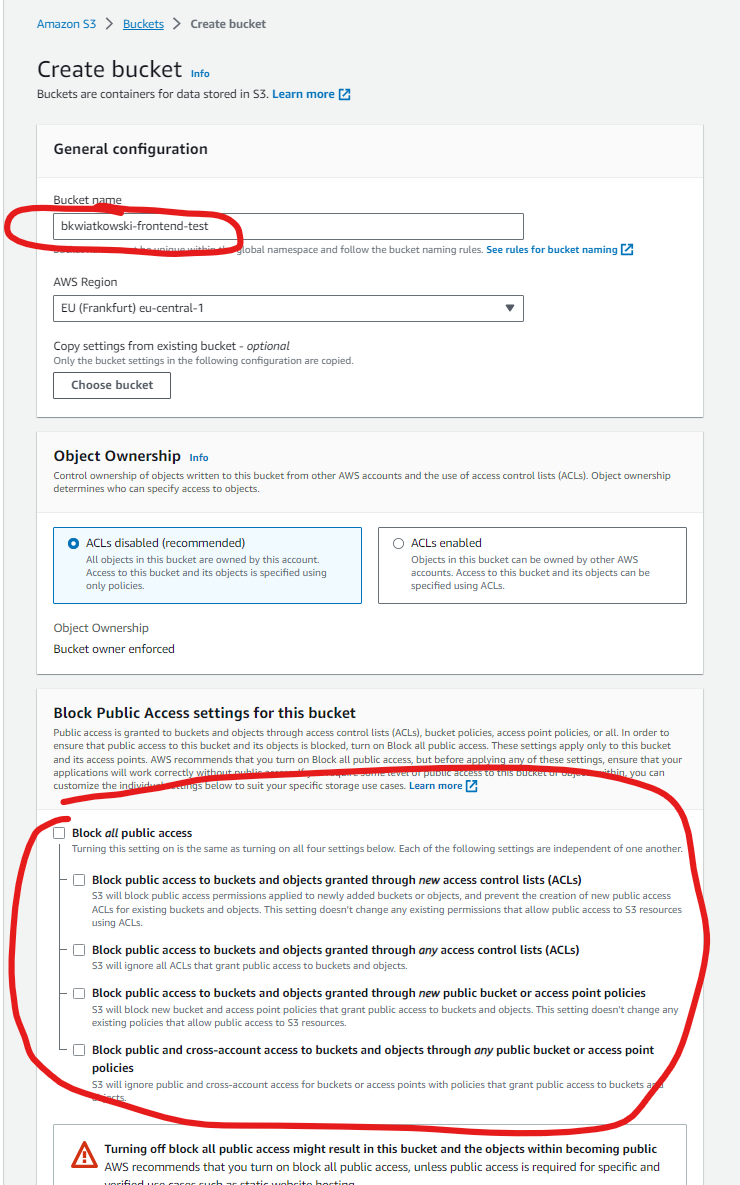 Amazon S3 > Buckets > Create bucket
Create bucket Info
Buckets are containers for data stored in S3. Learn more
General configuration
Bucket name
bkwiatkowski-frontend-test
be unique within the global namespace and follow the bucket naming rules. See rules for bucket naming
AWS Region
EU (Frankfurt) eu-central-1
Copy settings from existing bucket - optional
Only the bucket settings in the following configuration are copied.
Choose bucket
Object Ownership Info
Control ownership of objects written to this bucket from other AWS accounts and the use of access control lists (ACLs). Object ownership
determines who can specify access to objects.
ACLs disabled (recommended)
All objects in this bucket are owned by this account.
Access to this bucket and its objects is specified using
only policies.
ACLs enabled
Objects in this bucket can be owned by other AWS
accounts. Access to this bucket and its objects can be
specified using ACLs.
Object Ownership
Bucket owner enforced
Block Public Access settings for this bucket
Public access is granted to buckets and objects through access control lists (ACLs), bucket policies, access point policies, or all. In order to
ensure that public access to this bucket and its objects is blocked, turn on Block all public access. These settings apply only to this bucket
and its access points. AWS recommends that you turn on Block all public access, but before applying any of these settings, ensure that your
applications will work correctly without public access. If you require some level of public access to this bucket or objects within, you can
customize the individual settings below to suit your specific storage use cases. Learn more
Block all public access
Turning this setting on is the same as turning on all four settings below. Each of the following settings are independent of one another.
Block public access to buckets and objects granted through new access control lists (ACLs)
S3 will block public access permissions applied to newly added buckets or objects, and prevent the creation of new public access
ACLs for existing buckets and objects. This setting doesn't change any existing permissions that allow public access to S3 resources
using ACLs.
Block public access to buckets and objects granted through any access control lists (ACLs)
S3 will ignore all ACLs that grant public access to buckets and objects.
Block public access to buckets and objects granted through new public bucket or access point policies
S3 will block new bucket and access point policies that grant public access to buckets and objects. This setting doesn't change any
existing policies that allow public access to S3 resources.
Block public and cross-account access to buckets and objects through any public bucket or access point
policies
S3 will ignore public and cross-account access for buckets or access points with policies that grant public access to buckets and
objects.
Turning off block all public access might result in this bucket and the objects within becoming public
AWS recommends that you turn on block all public access, unless public access is required for specific and
verified use cases such as static website hosting.